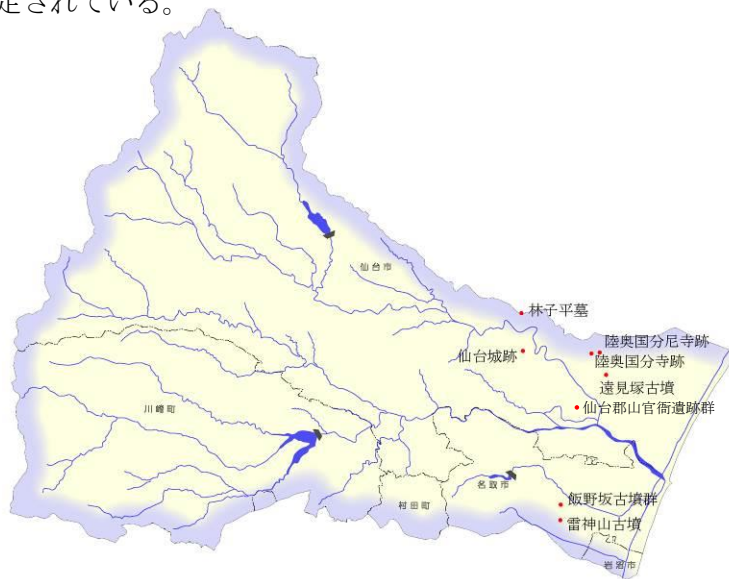 定されている。
仙台市
林子平墓
陸奥国分尼寺跡
仙台城跡
陸奥国分寺跡
遠見塚古墳
仙台郡山官衙遺跡群
川崎町
名取市
飯野坂古墳群
村田町
雷神山古墳
岩沼市